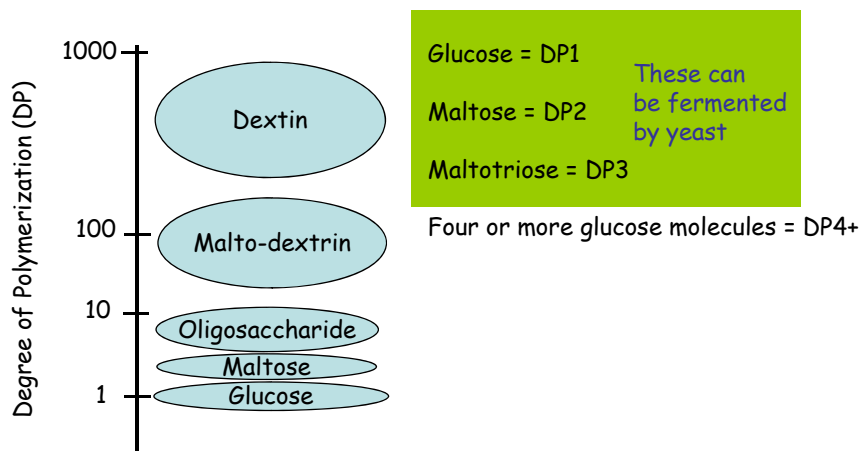 Degree of Polymerization (DP)
1000
100
10
1
Dextin
Malto-dextrin
Oligosaccharide
Maltose
Glucose
Glucose = DP1
Maltose = DP2
Maltotriose = DP3
These can
be fermented
by yeast
Four or more glucose molecules = DP4+